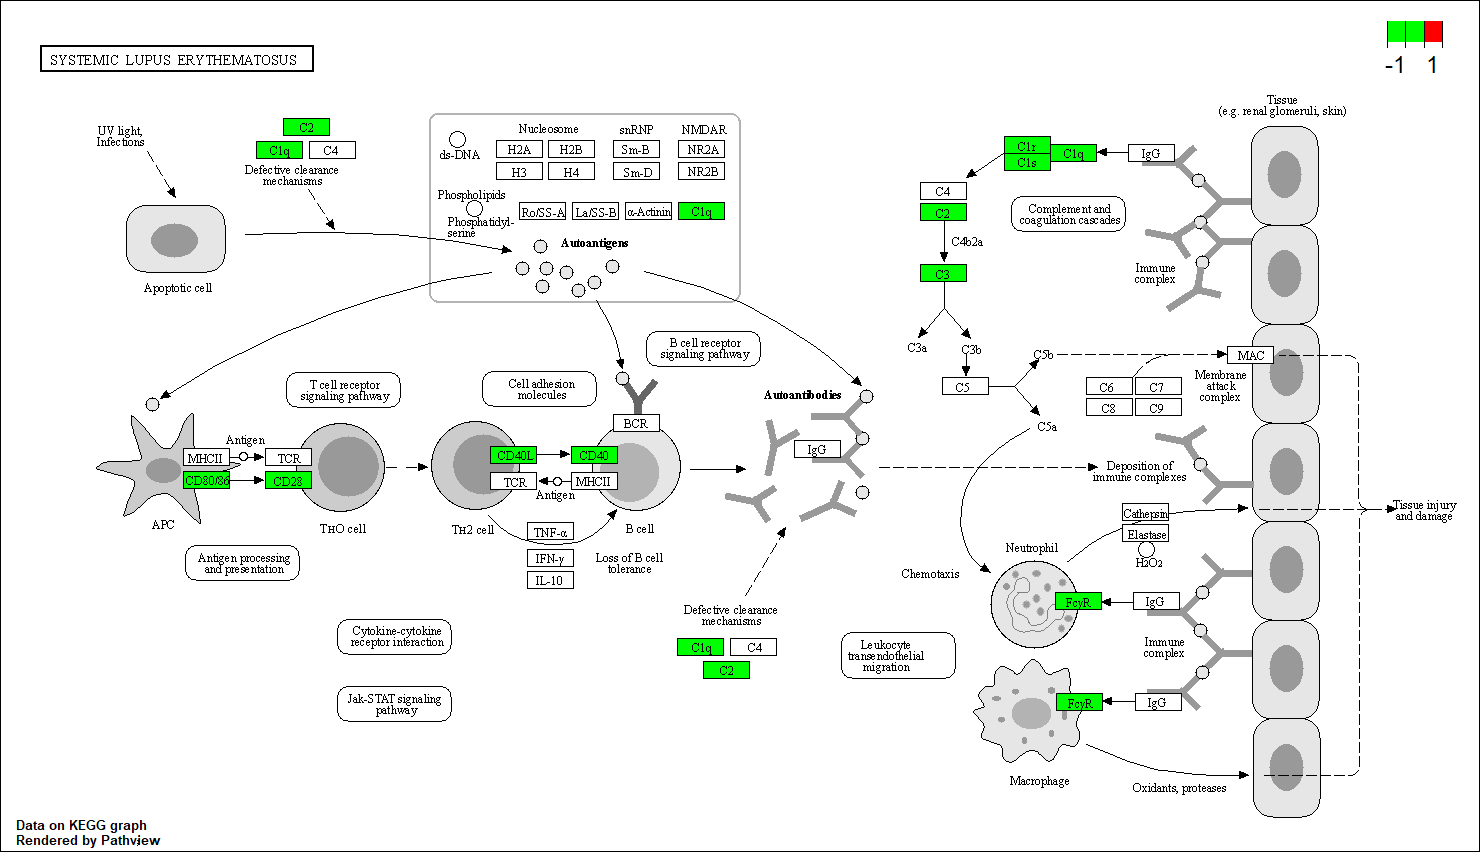 SYSTEMIC LUPUS ERYTHEMATOSUS
-1 1
UV light,
Infections
C2
C1q C4
Defective clearance
mechanisms
Apoptotic cell
Nucleosome snRNP NMDAR
ds-DNA
H2A H2B Sm-B NR2A
H3 H4 Sm-D NR2B
Phospholipids
Phosphatidyl-
serine
Ro/SS-A La/SS-B α-Actinin C1q
Autoantigens
Tissue
(e.g. renal glomeruli, skin)
C1r
C1s
C1q
IgG
C4
C2
C4b2a
C3
Complement and
coagulation cascades
Immune
complex
C3a
C3b
C5
C5b
C5a
MAC
Membrane
attack
complex
C6 C7
C8 C9
T cell receptor
signaling pathway
Cell adhesion
molecules
B cell receptor
signaling pathway
BCR
Autoantibodies
IgG
Antigen
MHCII TCR
CD80/86 CD28
APC
TH0 cell
CD40L CD40
TCR MHCII
Antigen
TH2 cell
B cell
TNF-α
IFN-γ
IL-10
Loss of B cell
tolerance
Antigen processing
and presentation
Cytokine-cytokine
receptor interaction
Jak-STAT signaling
pathway
Defective clearance
mechanisms
C1q C4
C2
Deposition of
immune complexes
Cathepsin
Elastase
H2O2
Tissue injury
and damage
Chemotaxis
Neutrophil
FcγR
IgG
Immune
complex
Leukocyte
transendothelial
migration
FcγR
IgG
Macrophage
Oxidants, proteases
Data on KEGG graph
Rendered by Pathview